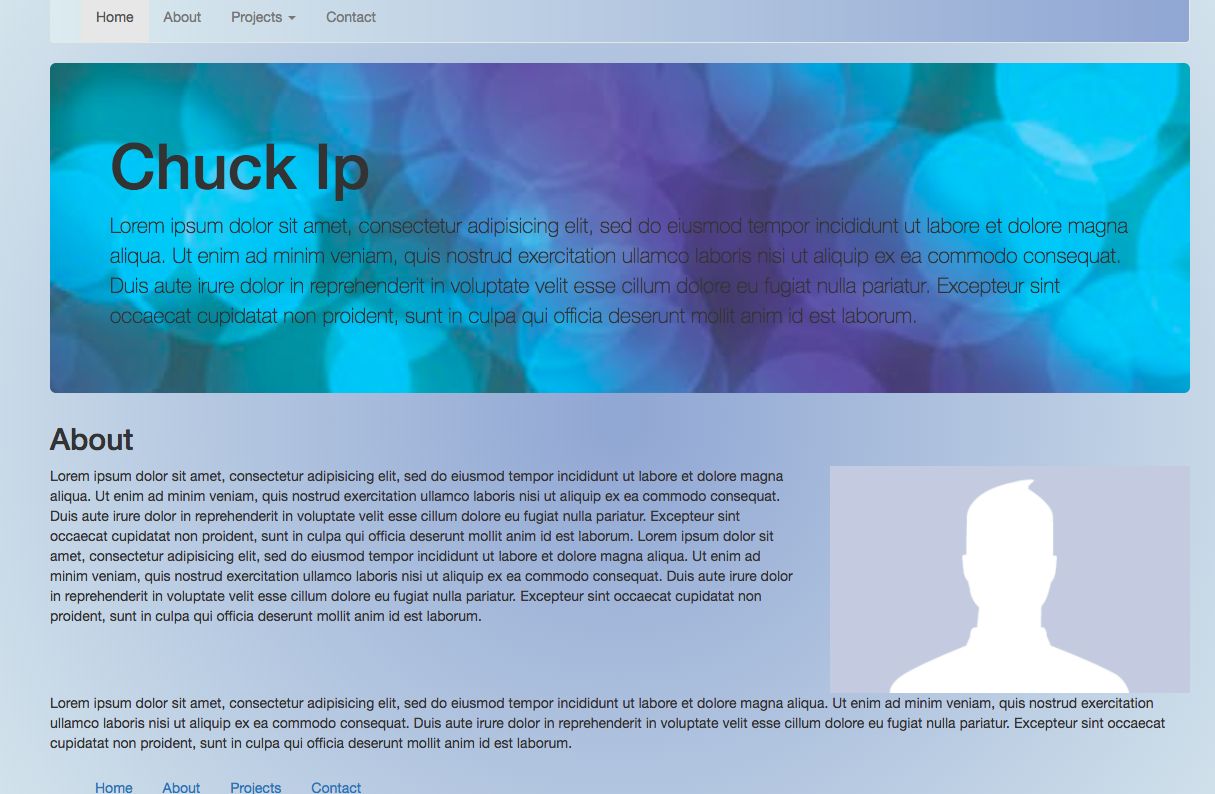 Home About Projects Contact
Chuck Ip
Lorem ipsum dolor sit amet, consectetur adipisicing elit, sed do eiusmod tempor incididunt ut labore et dolore magna
aliqua. Ut enim ad minim veniam, quis nostrud exercitation ullamco laboris nisi ut aliquip ex ea commodo consequat.
Duis aute irure dolor in reprehenderit in voluptate velit esse cillum dolore eu fugiat nulla pariatur. Excepteur sint
occaecat cupidatat non proident, sunt in culpa qui officia deserunt mollit anim id est laborum.
About
Lorem ipsum dolor sit amet, consectetur adipisicing elit, sed do eiusmod tempor incididunt ut labore et dolore magna
aliqua. Ut enim ad minim veniam, quis nostrud exercitation ullamco laboris nisi ut aliquip ex ea commodo consequat.
Duis aute irure dolor in reprehenderit in voluptate velit esse cillum dolore eu fugiat nulla pariatur. Excepteur sint
occaecat cupidatat non proident, sunt in culpa qui officia deserunt mollit anim id est laborum. Lorem ipsum dolor sit
amet, consectetur adipisicing elit, sed do eiusmod tempor incididunt ut labore et dolore magna aliqua. Ut enim ad
minim veniam, quis nostrud exercitation ullamco laboris nisi ut aliquip ex ea commodo consequat. Duis aute irure dolor
in reprehenderit in voluptate velit esse cillum dolore eu fugiat nulla pariatur. Excepteur sint occaecat cupidatat non
proident, sunt in culpa qui officia deserunt mollit anim id est laborum.
Lorem ipsum dolor sit amet, consectetur adipisicing elit, sed do eiusmod tempor incididunt ut labore et dolore magna aliqua. Ut enim ad minim veniam, quis nostrud exercitation
ullamco laboris nisi ut aliquip ex ea commodo consequat. Duis aute irure dolor in reprehenderit in voluptate velit esse cillum dolore eu fugiat nulla pariatur. Excepteur sint occaecat
cupidatat non proident, sunt in culpa qui officia deserunt mollit anim id est laborum.
Home About Projects Contact